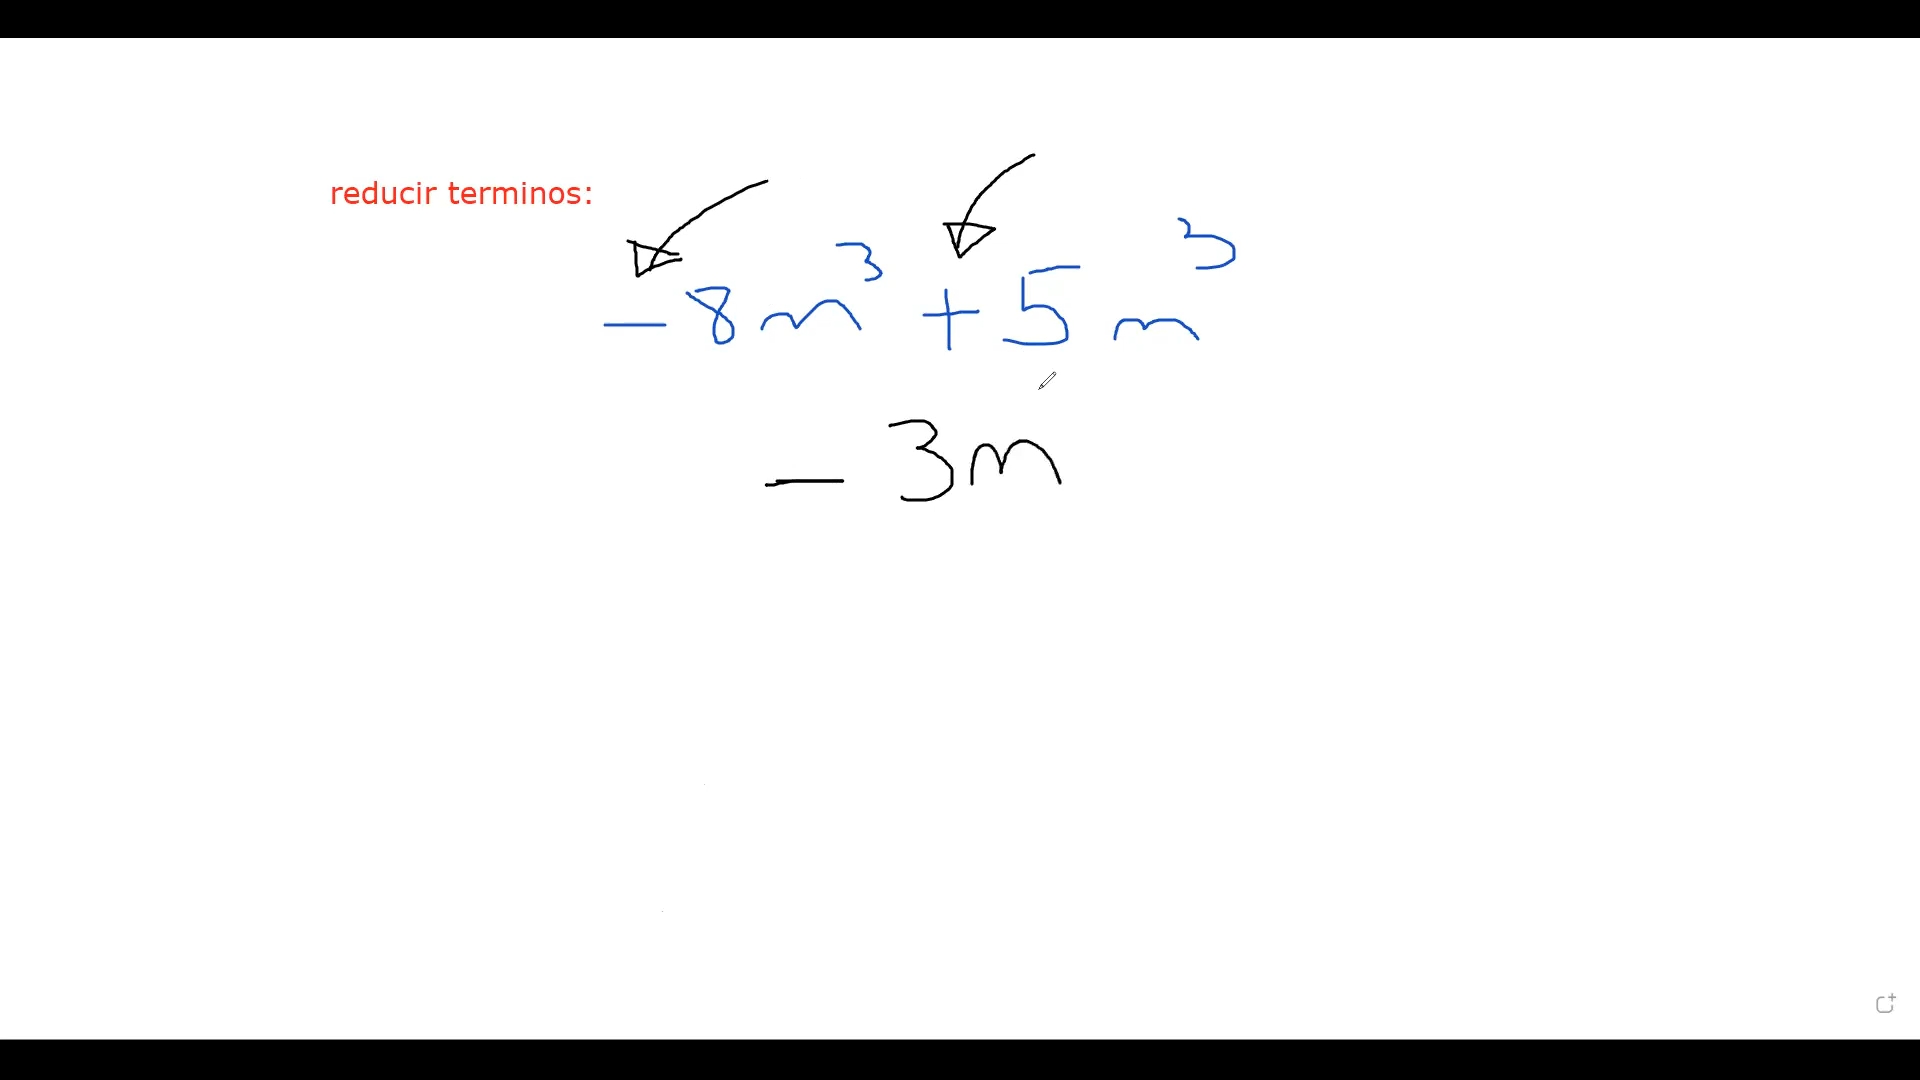 reducir terminos:
-8m³ + 5m³
-3m